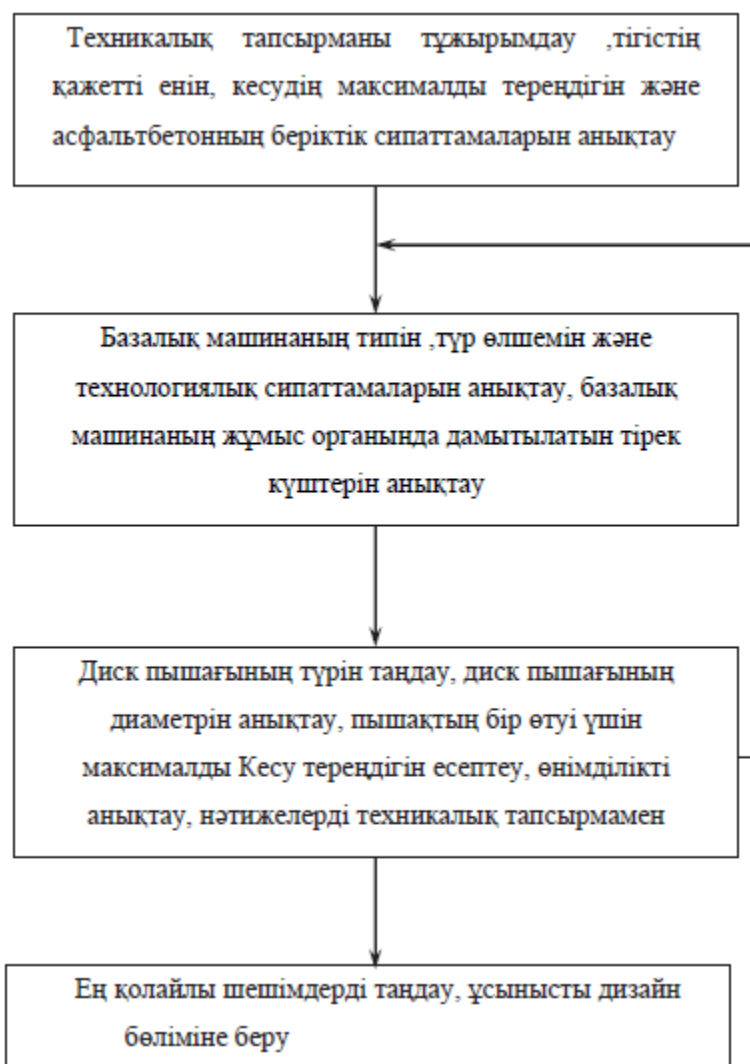 Техникалық тапсырманы тұжырымдау ,тігістің
қажетті енін, кесудің максималды тереңдігін және
асфальтбетонның беріктік сипаттамаларын анықтау
Базалық машинаның типін ,түр өлшемін және
технологиялық сипаттамаларын анықтау, базалық
машинаның жұмыс органында дамытылатын тірек
күштерін анықтау
Диск пышағының түрін таңдау, диск пышағының
диаметрін анықтау, пышақтың бір өтуі үшін
максималды Кесу тереңдігін есептеу, өнімділікті
анықтау, нәтижелерді техникалық тапсырмамен
Ең қолайлы шешімдерді таңдау, ұсынысты дизайн
бөліміне беру